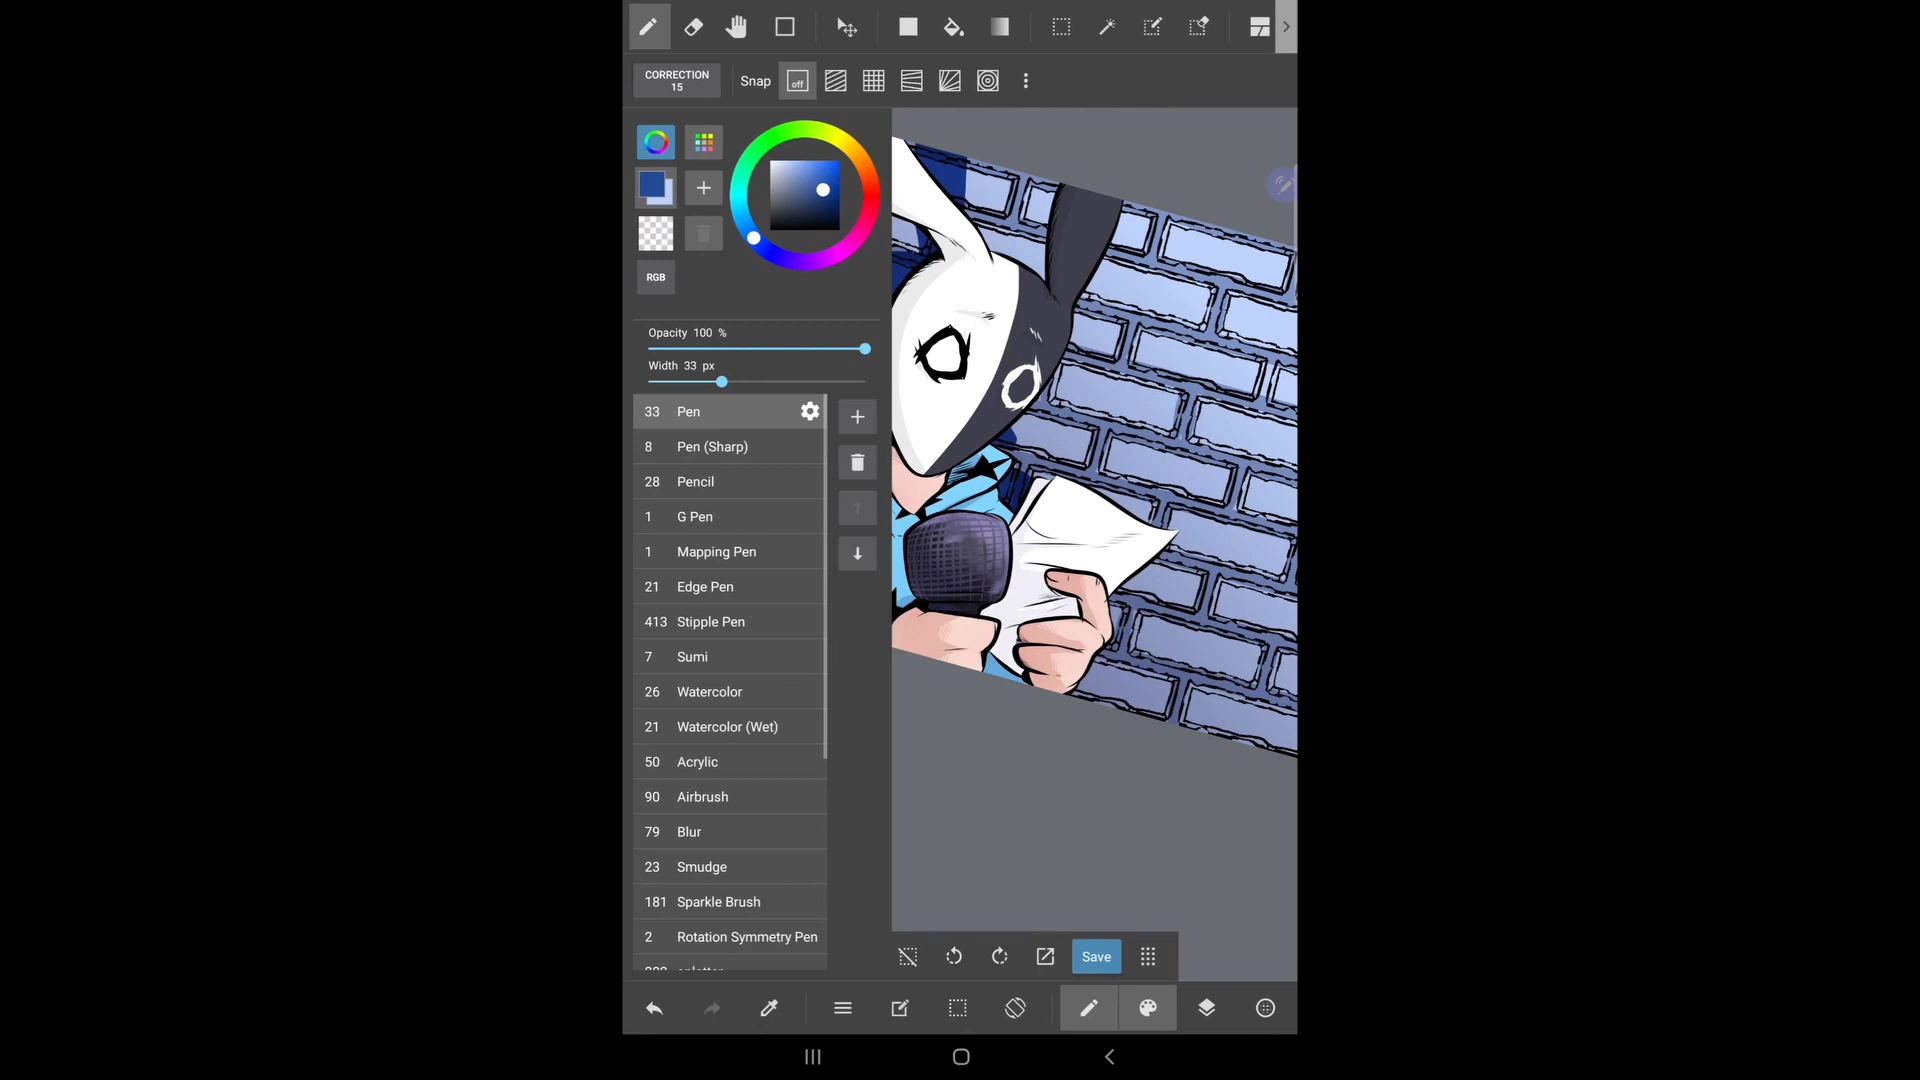 CORRECTION
15
Snap
off
RGB
Opacity 100 %
Width 33 px
33 Pen
8 Pen (Sharp)
28 Pencil
1 G Pen
1 Mapping Pen
21 Edge Pen
413 Stipple Pen
7 Sumi
26 Watercolor
21 Watercolor (Wet)
50 Acrylic
90 Airbrush
79 Blur
23 Smudge
181 Sparkle Brush
2 Rotation Symmetry Pen
Save